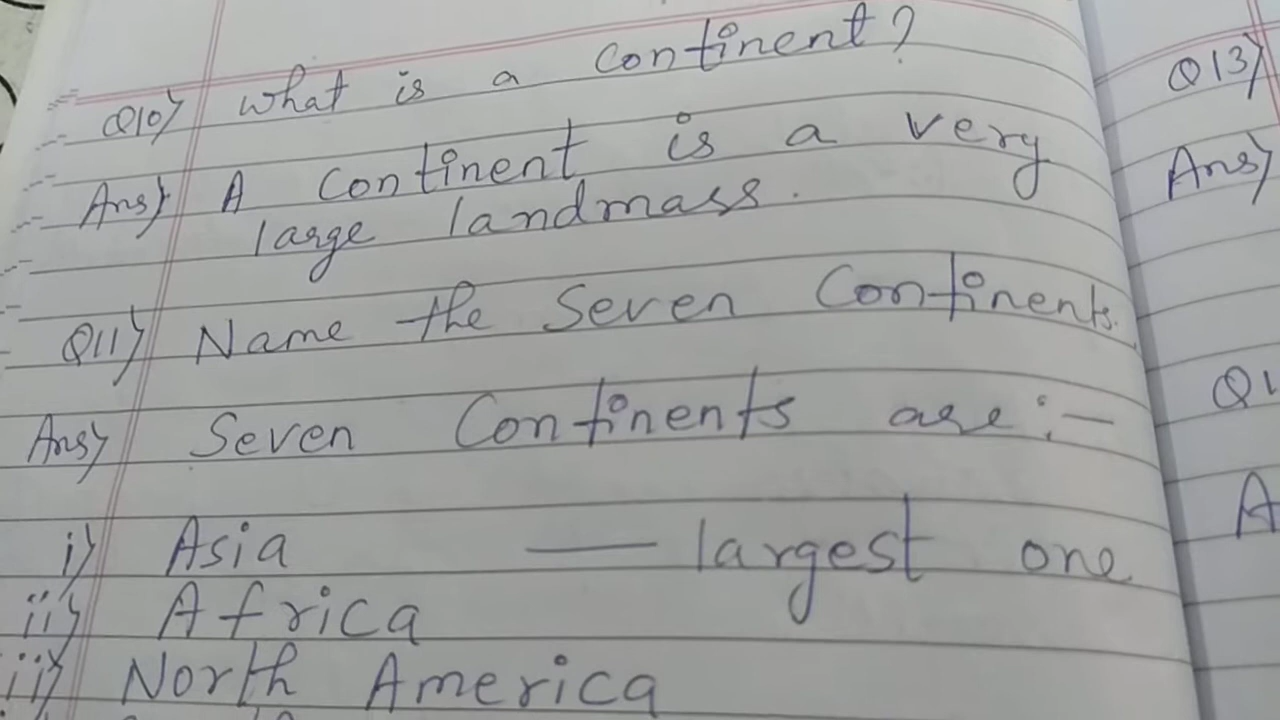 Q10) What is a continent?
Ans) A continent is a very
large landmass.
Q11) Name the Seven Continents.
Ans) Seven Continents are :-
i) Asia — largest one
ii) Africa
iii) North America
Q13)
Ans)